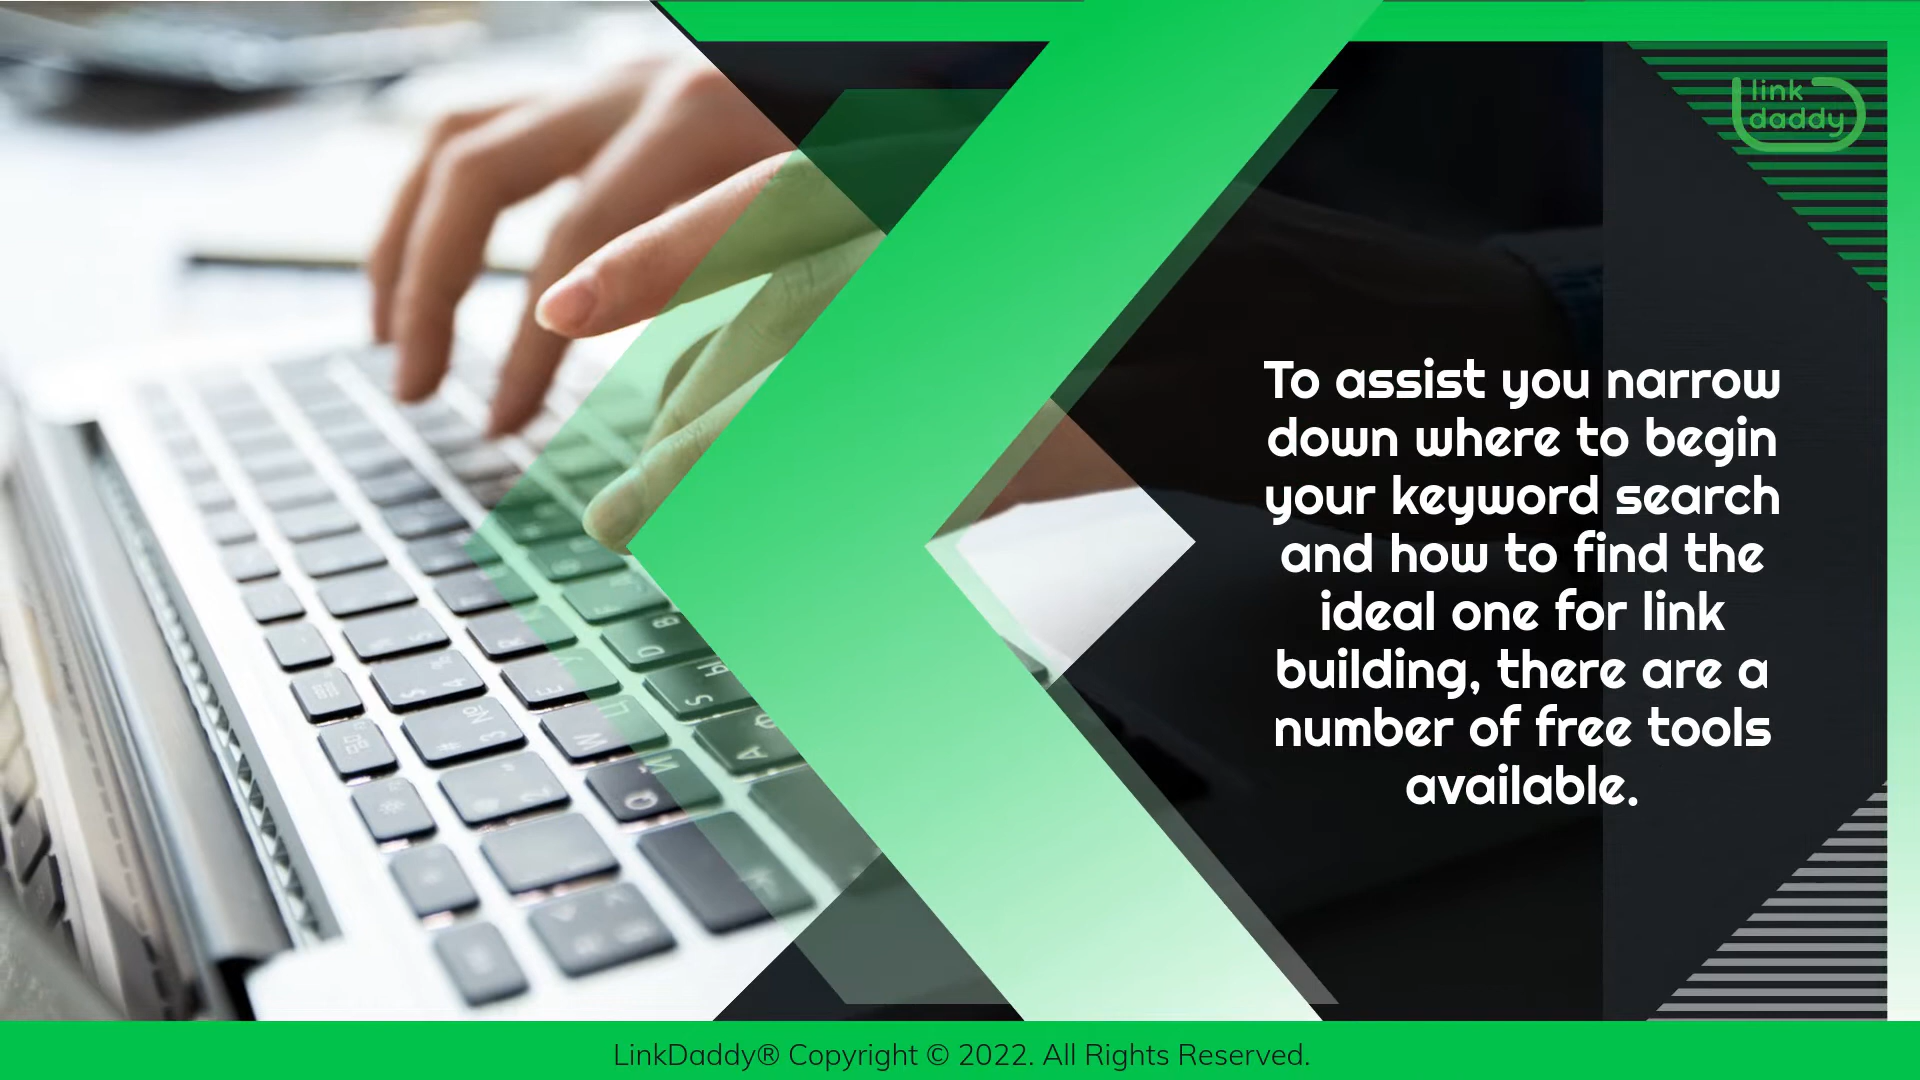 link
daddy
To assist you narrow
down where to begin
your keyword search
and how to find the
ideal one for link
building, there are a
number of free tools
available.
LinkDaddy® Copyright © 2022. All Rights Reserved.